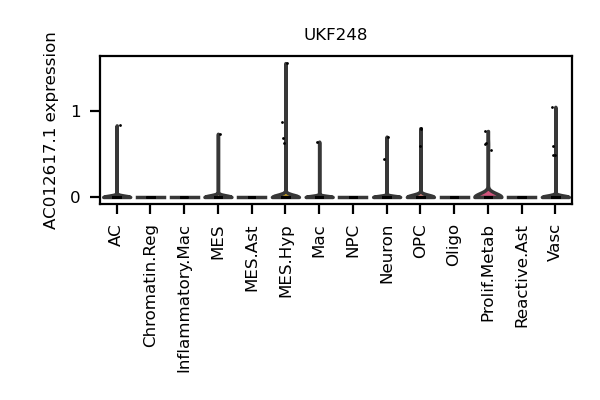 UKF248
AC012617.1 expression
1
0
AC
Chromatin.Reg
Inflammatory.Mac
MES
MES.Ast
MES.Hyp
Mac
NPC
Neuron
OPC
Oligo
Prolif.Metab
Reactive.Ast
Vasc